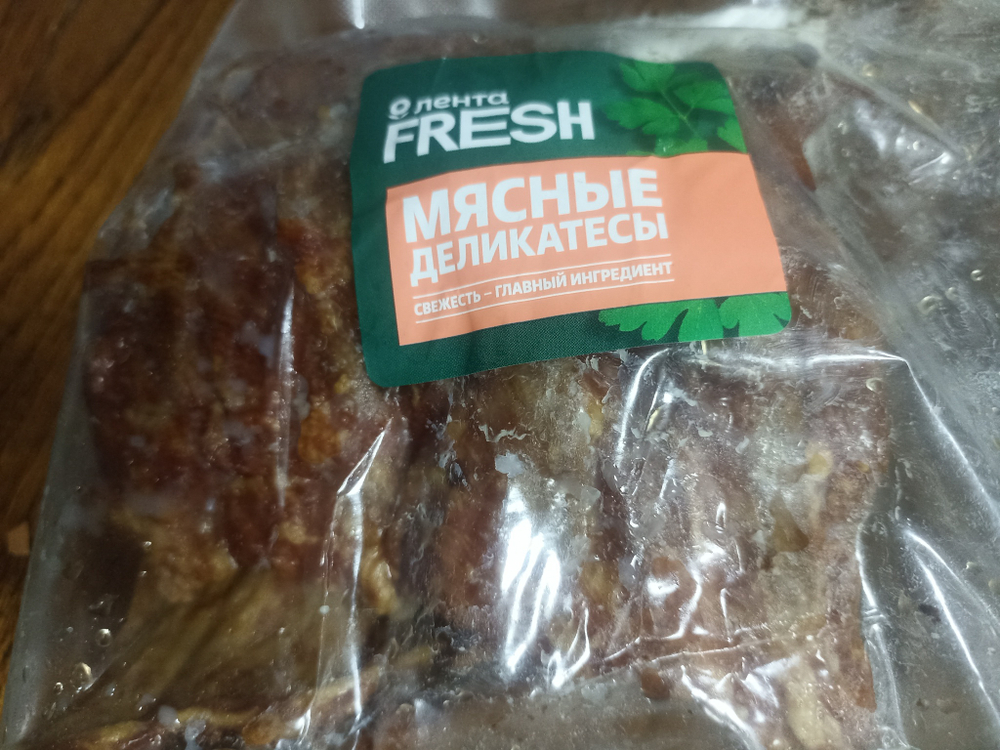 лента
FRESH
МЯСНЫЕ
ДЕЛИКАТЕСЫ
СВЕЖЕСТЬ – ГЛАВНЫЙ ИНГРЕДИЕНТ